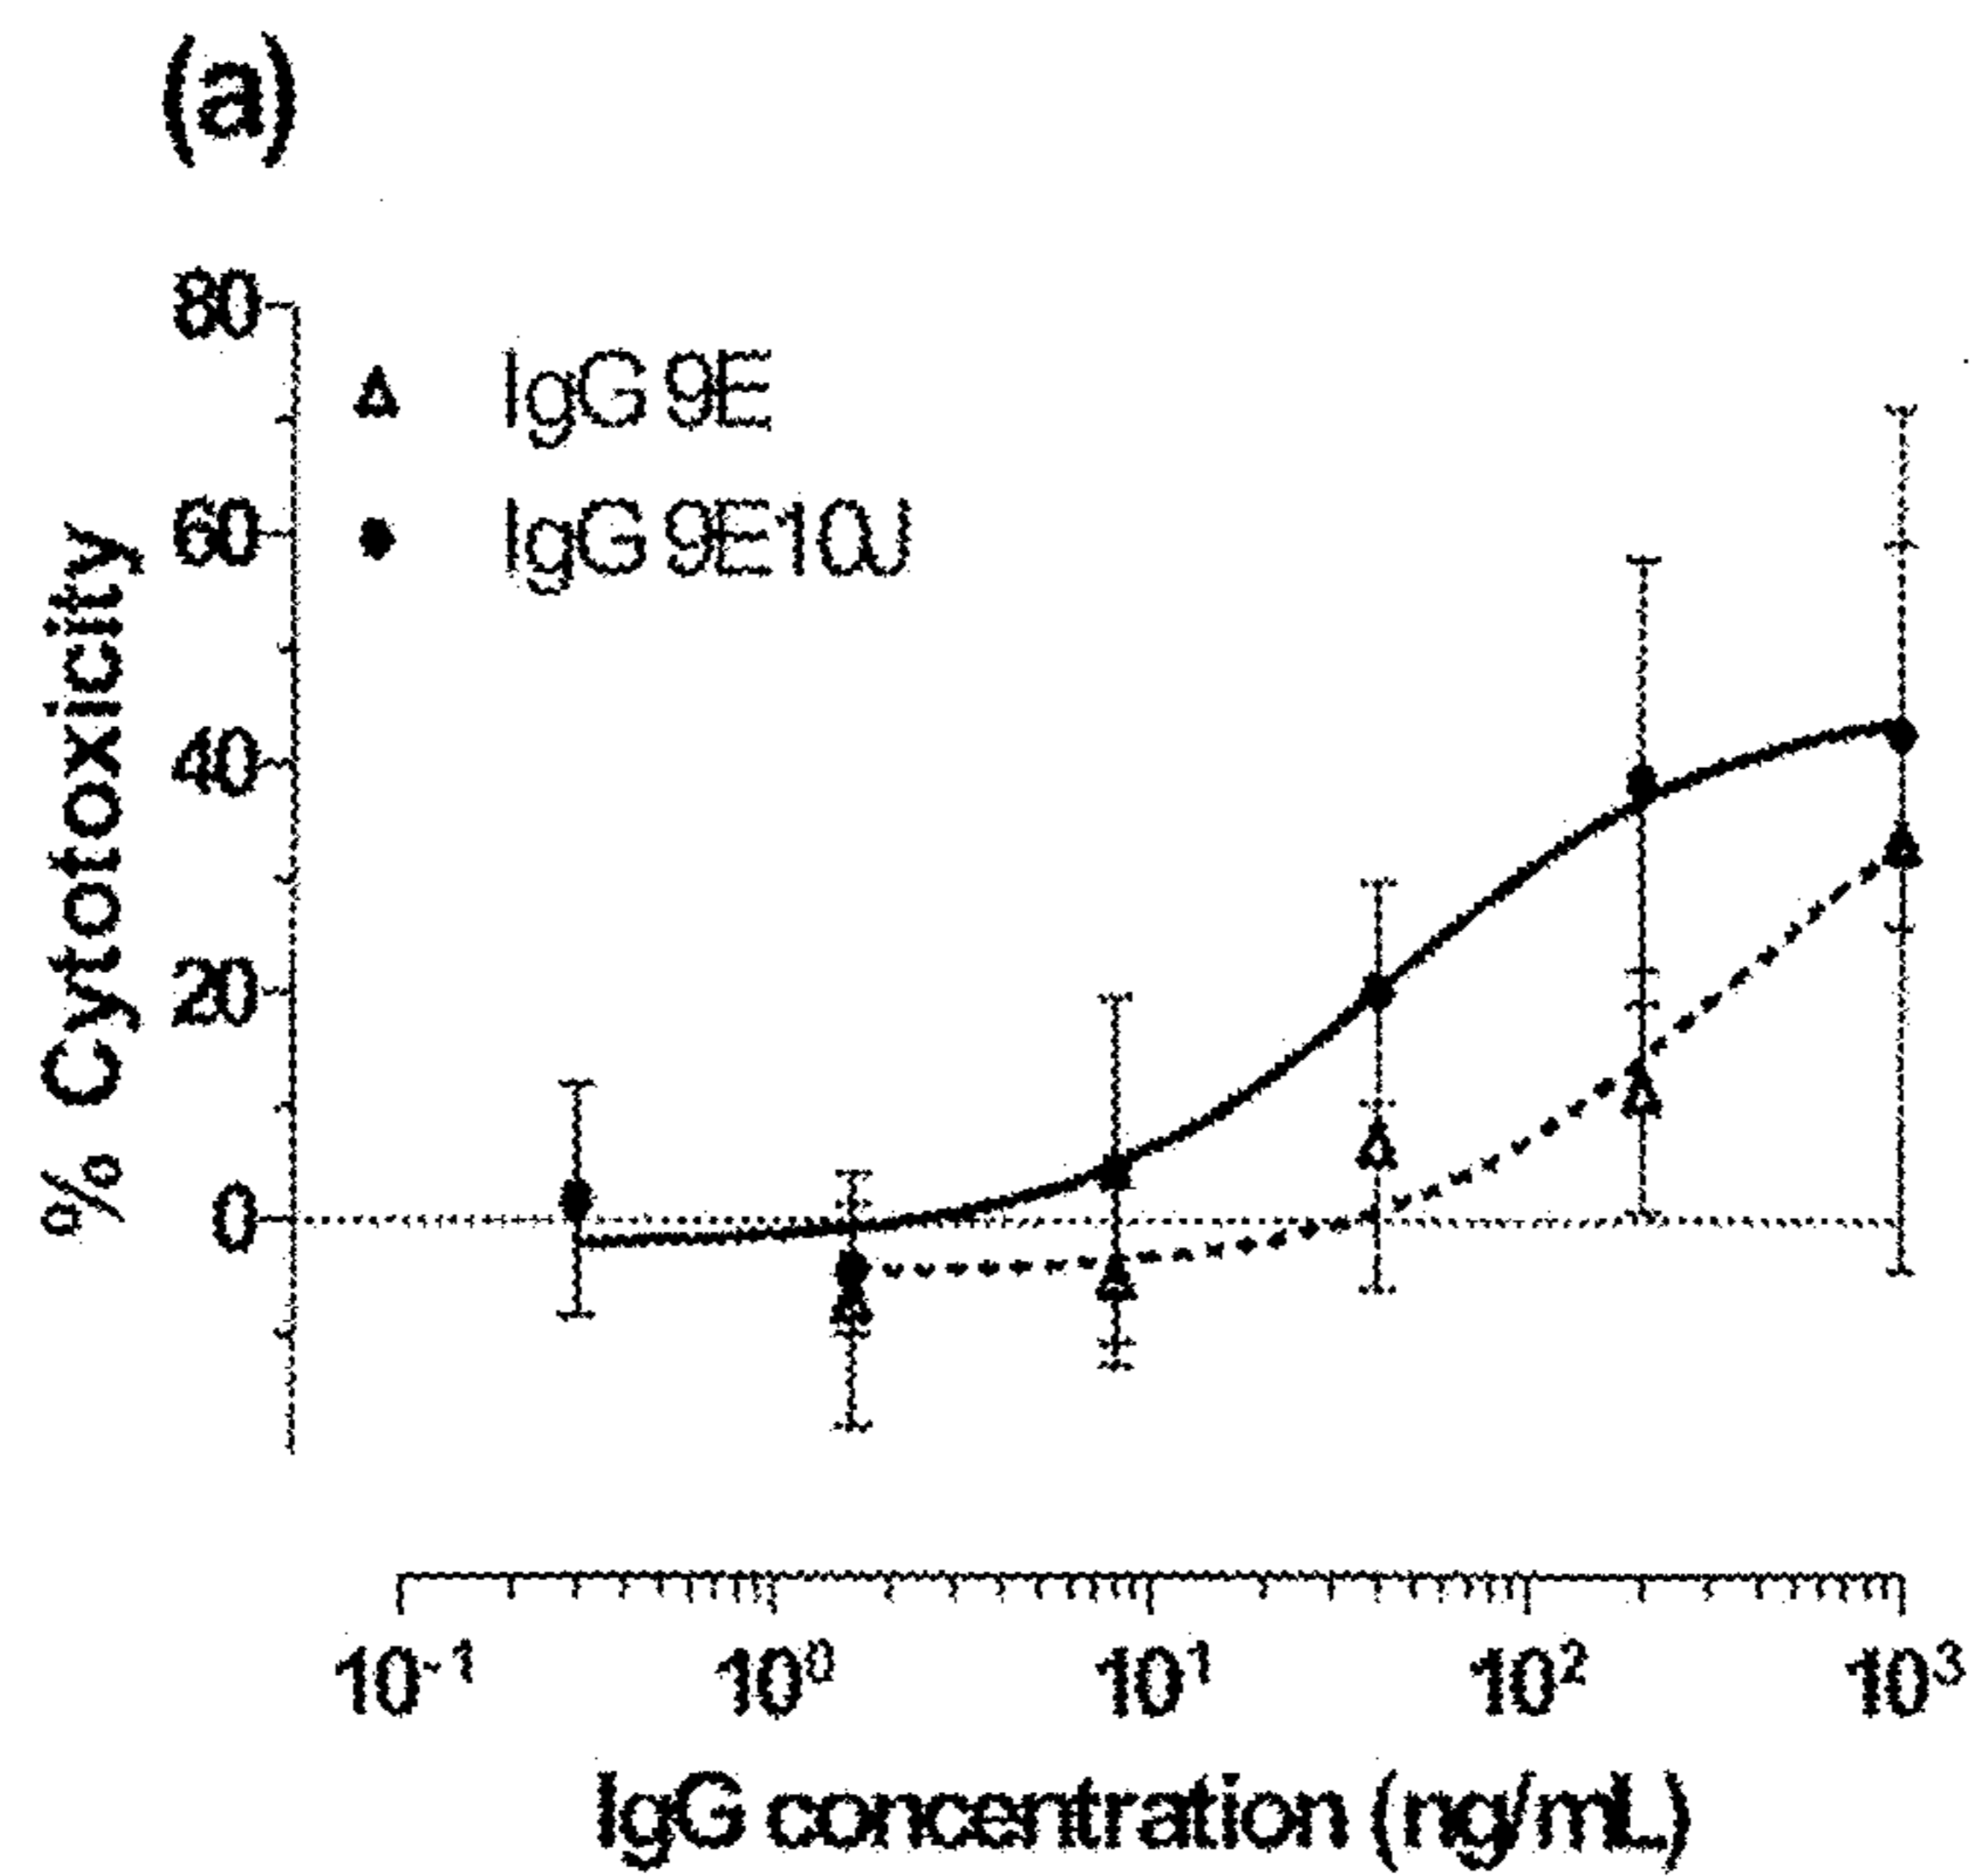 (a)
80
60
40
20
0
% Cytotoxicity
IgG 9E
IgG 9E10J
10⁻¹ 10⁰ 10¹ 10² 10³
IgG concentration (ng/mL)